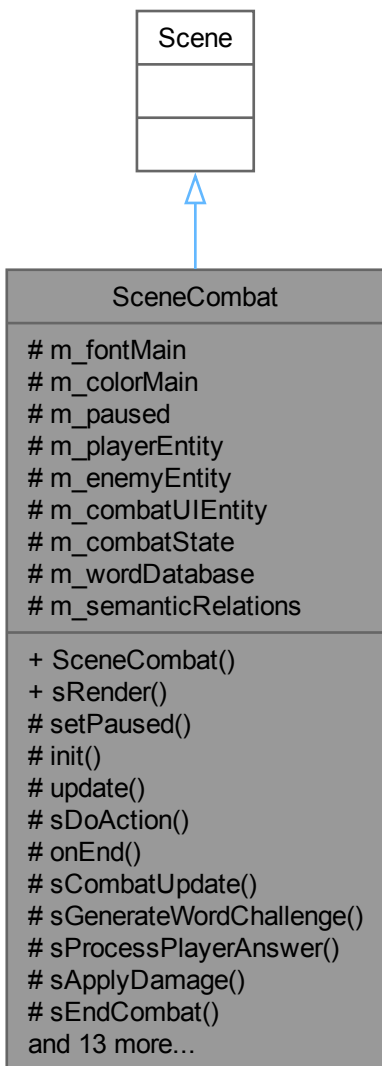 Scene
SceneCombat
# m_fontMain
# m_colorMain
# m_paused
# m_playerEntity
# m_enemyEntity
# m_combatUIEntity
# m_combatState
# m_wordDatabase
# m_semanticRelations
+ SceneCombat()
+ sRender()
# setPaused()
# init()
# update()
# sDoAction()
# onEnd()
# sCombatUpdate()
# sGenerateWordChallenge()
# sProcessPlayerAnswer()
# sApplyDamage()
# sEndCombat()
and 13 more...